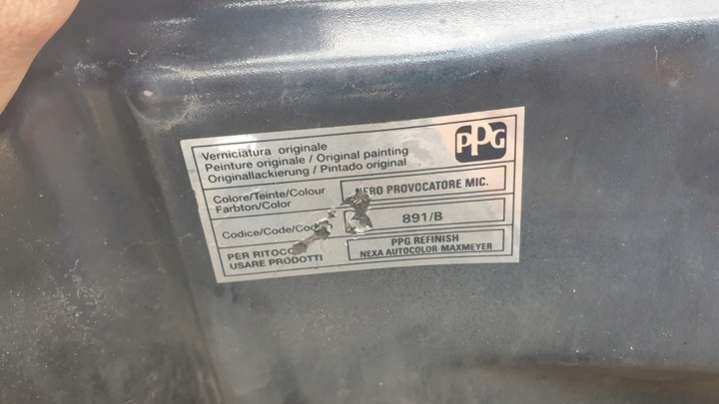 Verniciatura originale
Peinture originale / Original painting
Originallackierung / Pintado original
PPG
Colore/Teinte/Colour
Farbton/Color
PROVOCATORE MIC.
Codice/Code/
891/B
PER
USARE PRODOTTI
PPG REFINISH
NEXA AUTOCOLOR-MAXMEYER